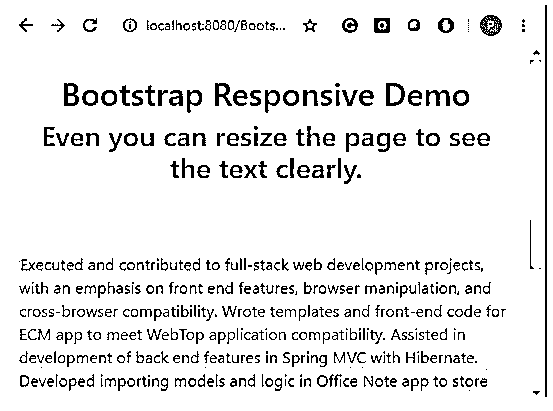 localhost:8080/Boots...
Bootstrap Responsive Demo
Even you can resize the page to see
the text clearly.
Executed and contributed to full-stack web development projects,
with an emphasis on front end features, browser manipulation, and
cross-browser compatibility. Wrote templates and front-end code for
ECM app to meet WebTop application compatibility. Assisted in
development of back end features in Spring MVC with Hibernate.
Developed importing models and logic in Office Note app to store